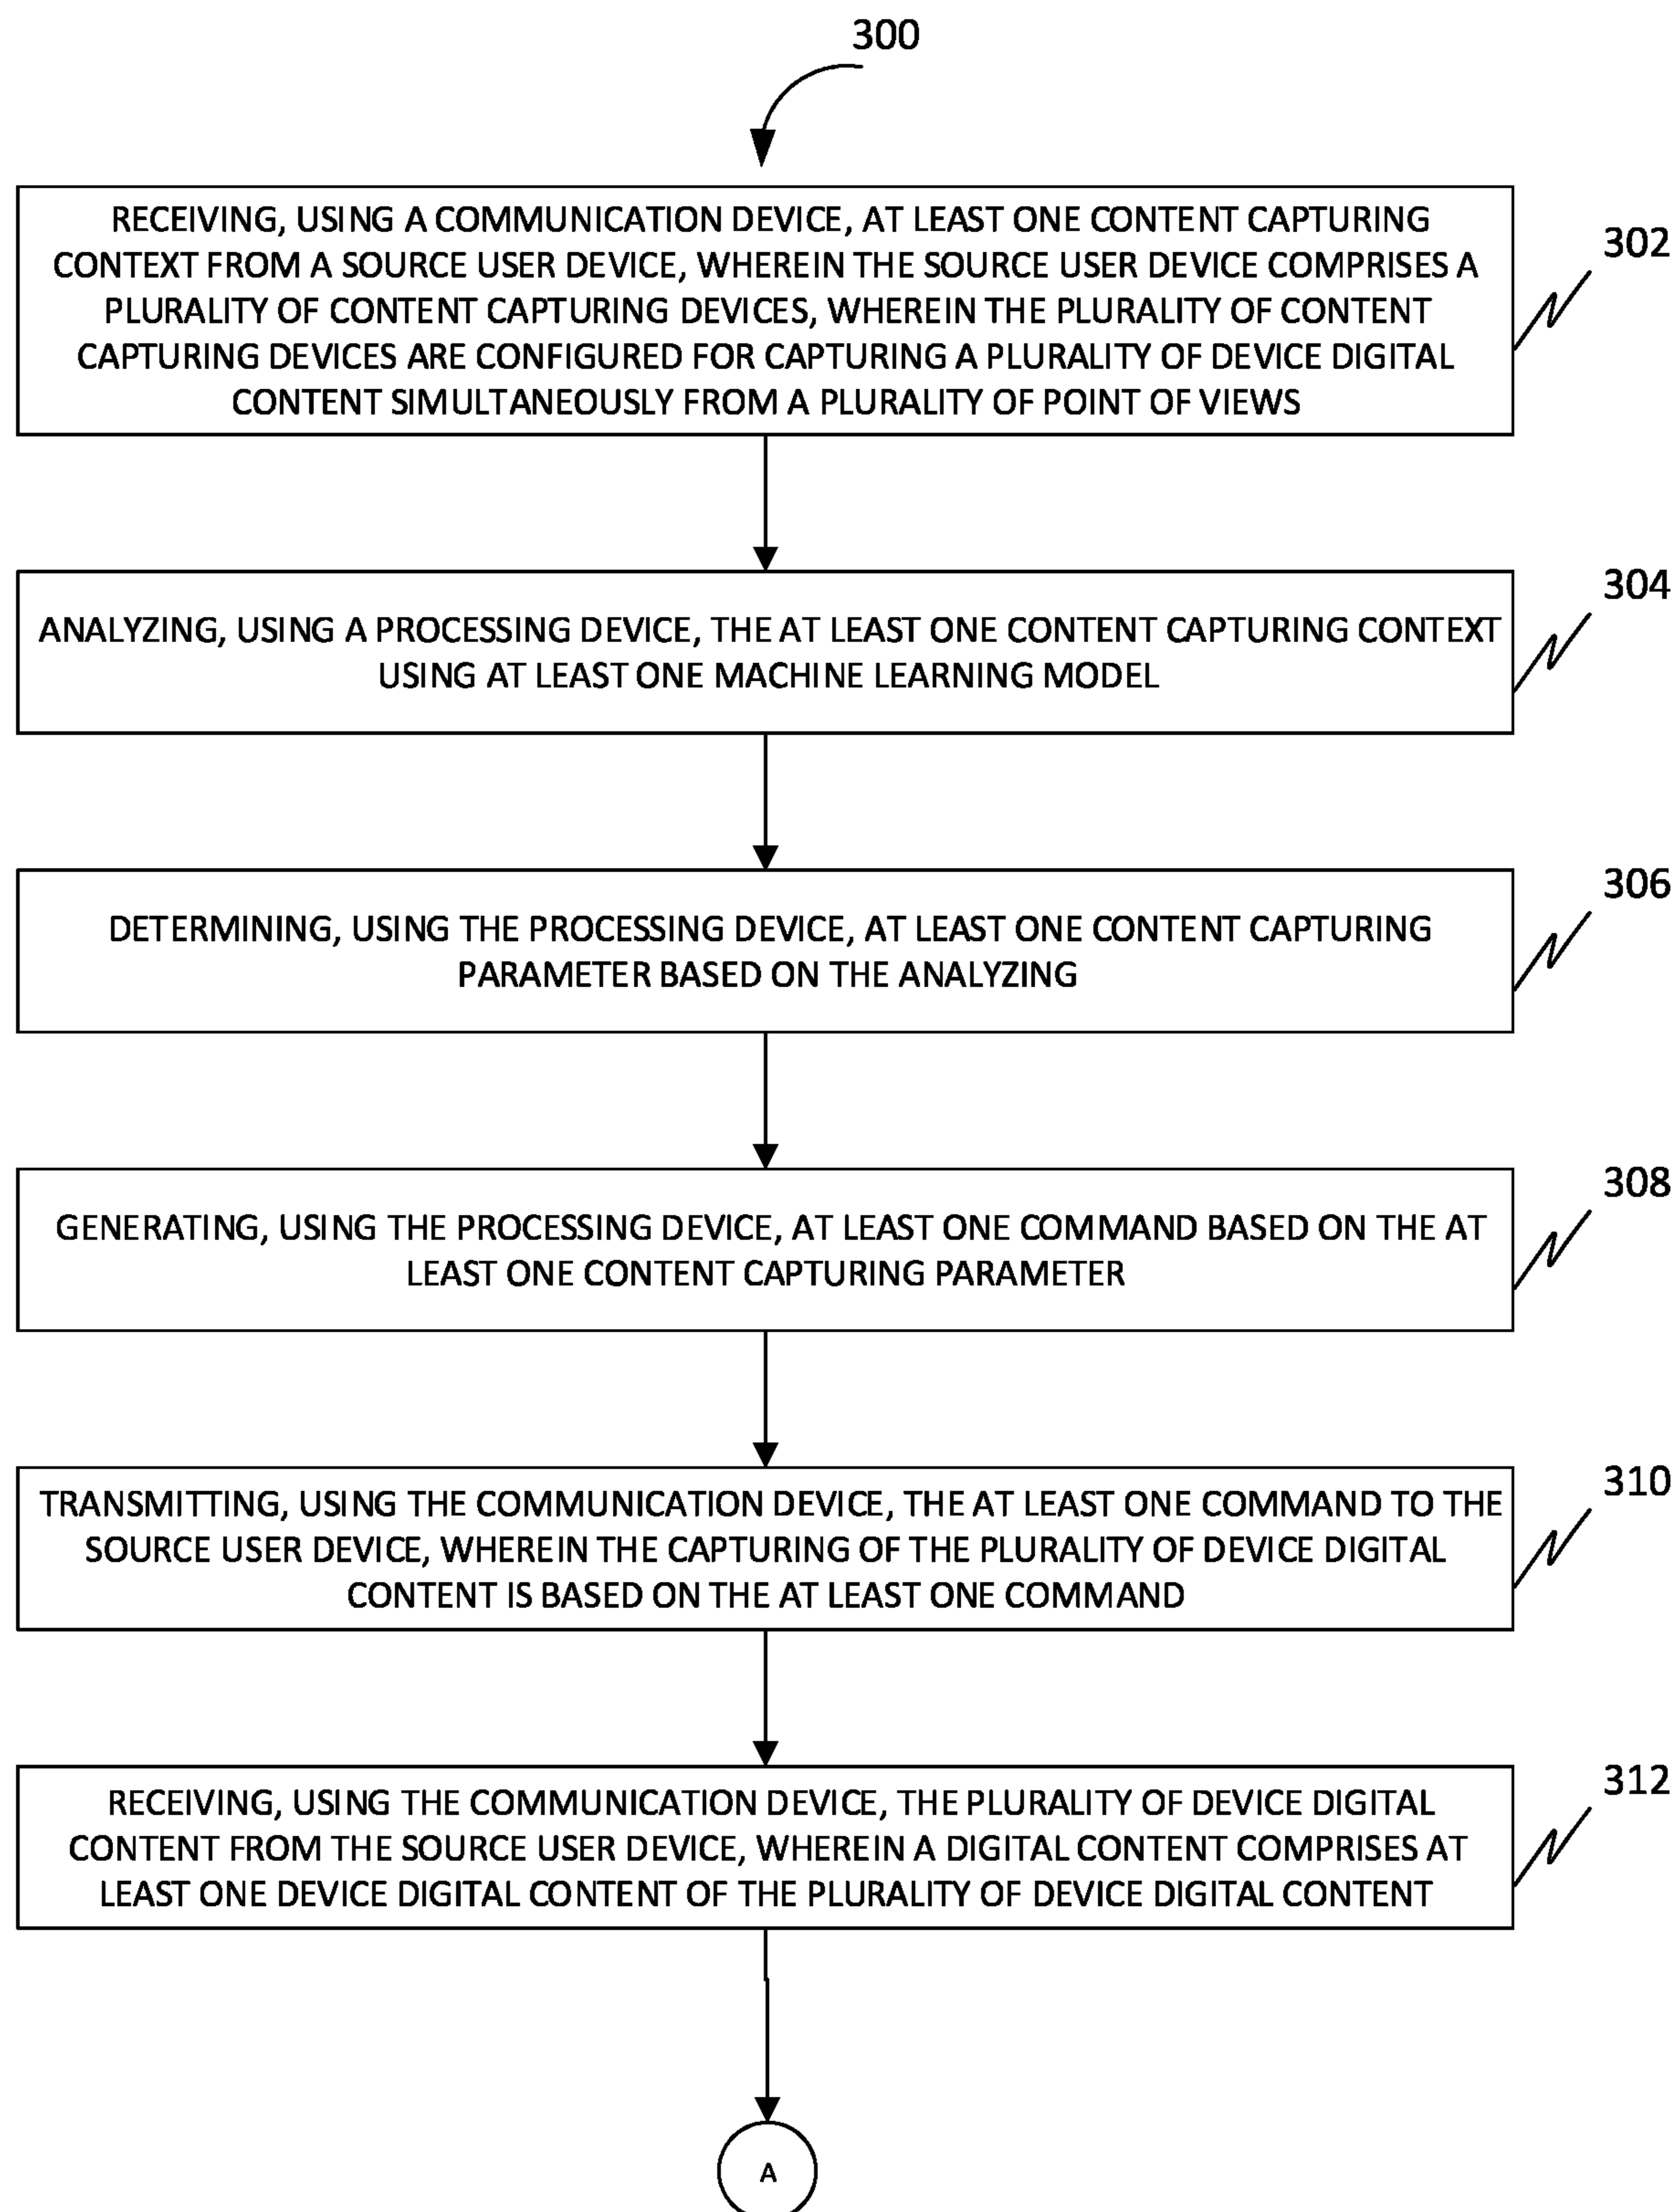 300
RECEIVING, USING A COMMUNICATION DEVICE, AT LEAST ONE CONTENT CAPTURING
CONTEXT FROM A SOURCE USER DEVICE, WHEREIN THE SOURCE USER DEVICE COMPRISES A
PLURALITY OF CONTENT CAPTURING DEVICES, WHEREIN THE PLURALITY OF CONTENT
CAPTURING DEVICES ARE CONFIGURED FOR CAPTURING A PLURALITY OF DEVICE DIGITAL
CONTENT SIMULTANEOUSLY FROM A PLURALITY OF POINT OF VIEWS
302
ANALYZING, USING A PROCESSING DEVICE, THE AT LEAST ONE CONTENT CAPTURING CONTEXT
USING AT LEAST ONE MACHINE LEARNING MODEL
304
DETERMINING, USING THE PROCESSING DEVICE, AT LEAST ONE CONTENT CAPTURING
PARAMETER BASED ON THE ANALYZING
306
GENERATING, USING THE PROCESSING DEVICE, AT LEAST ONE COMMAND BASED ON THE AT
LEAST ONE CONTENT CAPTURING PARAMETER
308
TRANSMITTING, USING THE COMMUNICATION DEVICE, THE AT LEAST ONE COMMAND TO THE
SOURCE USER DEVICE, WHEREIN THE CAPTURING OF THE PLURALITY OF DEVICE DIGITAL
CONTENT IS BASED ON THE AT LEAST ONE COMMAND
310
RECEIVING, USING THE COMMUNICATION DEVICE, THE PLURALITY OF DEVICE DIGITAL
CONTENT FROM THE SOURCE USER DEVICE, WHEREIN A DIGITAL CONTENT COMPRISES AT
LEAST ONE DEVICE DIGITAL CONTENT OF THE PLURALITY OF DEVICE DIGITAL CONTENT
312
A